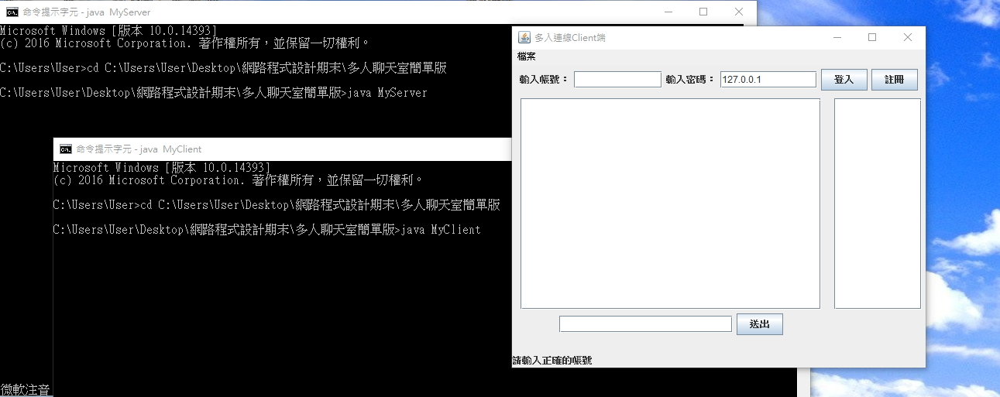 命令提示字元 - java  MyServer
Microsoft Windows [版本 10.0.14393]
(c) 2016 Microsoft Corporation. 著作權所有，並保留一切權利。
C:\Users\User>cd C:\Users\User\Desktop\網路程式設計期末\多人聊天室簡單版
C:\Users\User\Desktop\網路程式設計期末\多人聊天室簡單版>java MyServer
微軟注音
命令提示字元 - java  MyClient
Microsoft Windows [版本 10.0.14393]
(c) 2016 Microsoft Corporation. 著作權所有，並保留一切權利。
C:\Users\User>cd C:\Users\User\Desktop\網路程式設計期末\多人聊天室簡單版
C:\Users\User\Desktop\網路程式設計期末\多人聊天室簡單版>java MyClient
多人連線Client端
檔案
輸入帳號： 輸入密碼： 127.0.0.1 登入 註冊
送出
請輸入正確的帳號